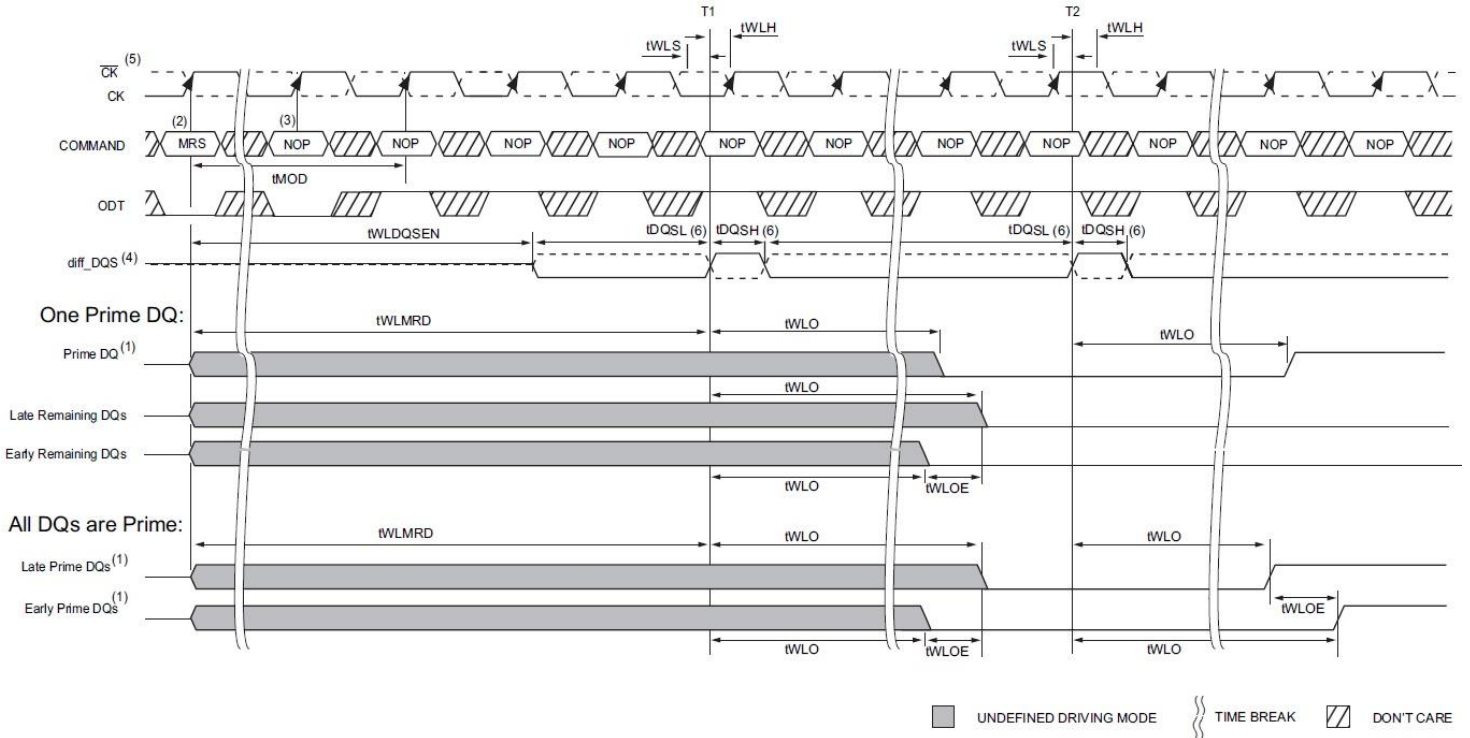 T1 T2
tWLS tWLH tWLS tWLH
CK (5)
CK
(2) (3)
COMMAND MRS NOP NOP NOP NOP NOP NOP NOP NOP NOP NOP NOP
tMOD
ODT
tWLDQSEN tDQSL (6) tDQSH (6) tDQSL (6) tDQSH (6)
diff_DQS (4)
One Prime DQ:
tWLMRD tWLO tWLO
Prime DQ (1)
tWLO
Late Remaining DQs
Early Remaining DQs
tWLO tWLOE
All DQs are Prime:
tWLMRD tWLO tWLO
Late Prime DQs (1)
Early Prime DQs (1)
tWLOE
tWLO tWLOE tWLO
UNDEFINED DRIVING MODE TIME BREAK DON'T CARE